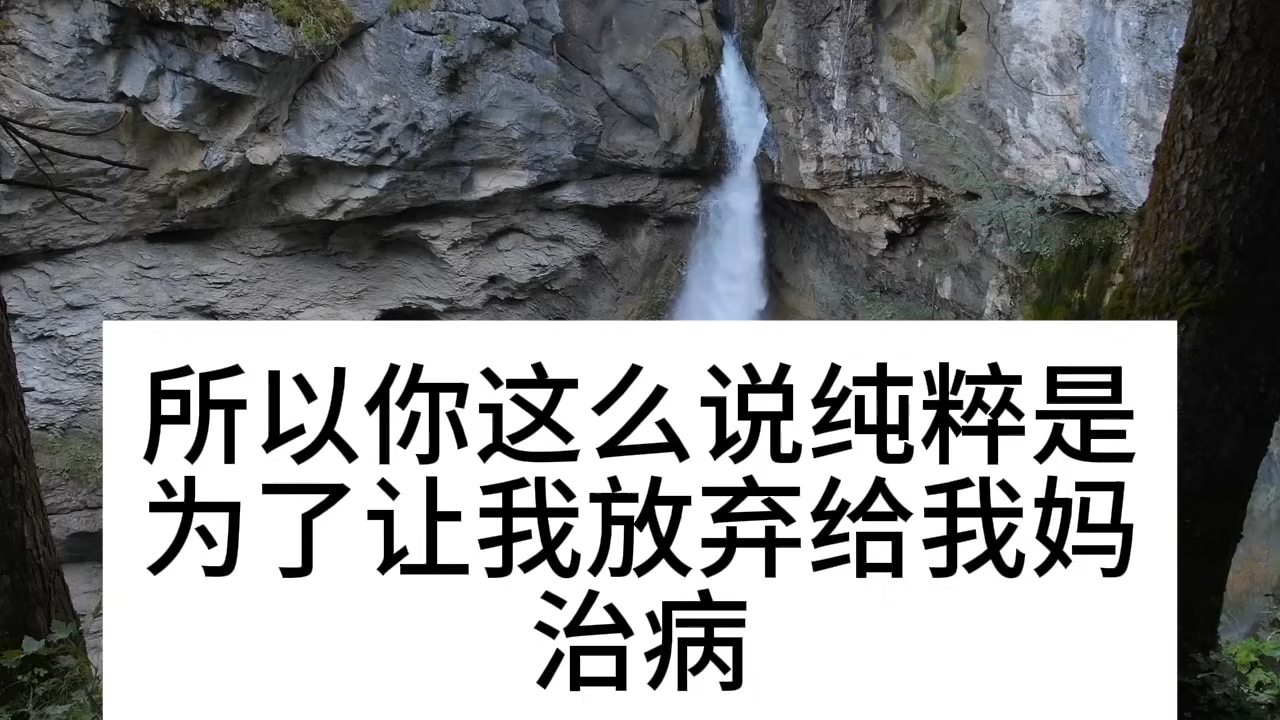 所以你这么说纯粹是
为了让我放弃给我妈
治病